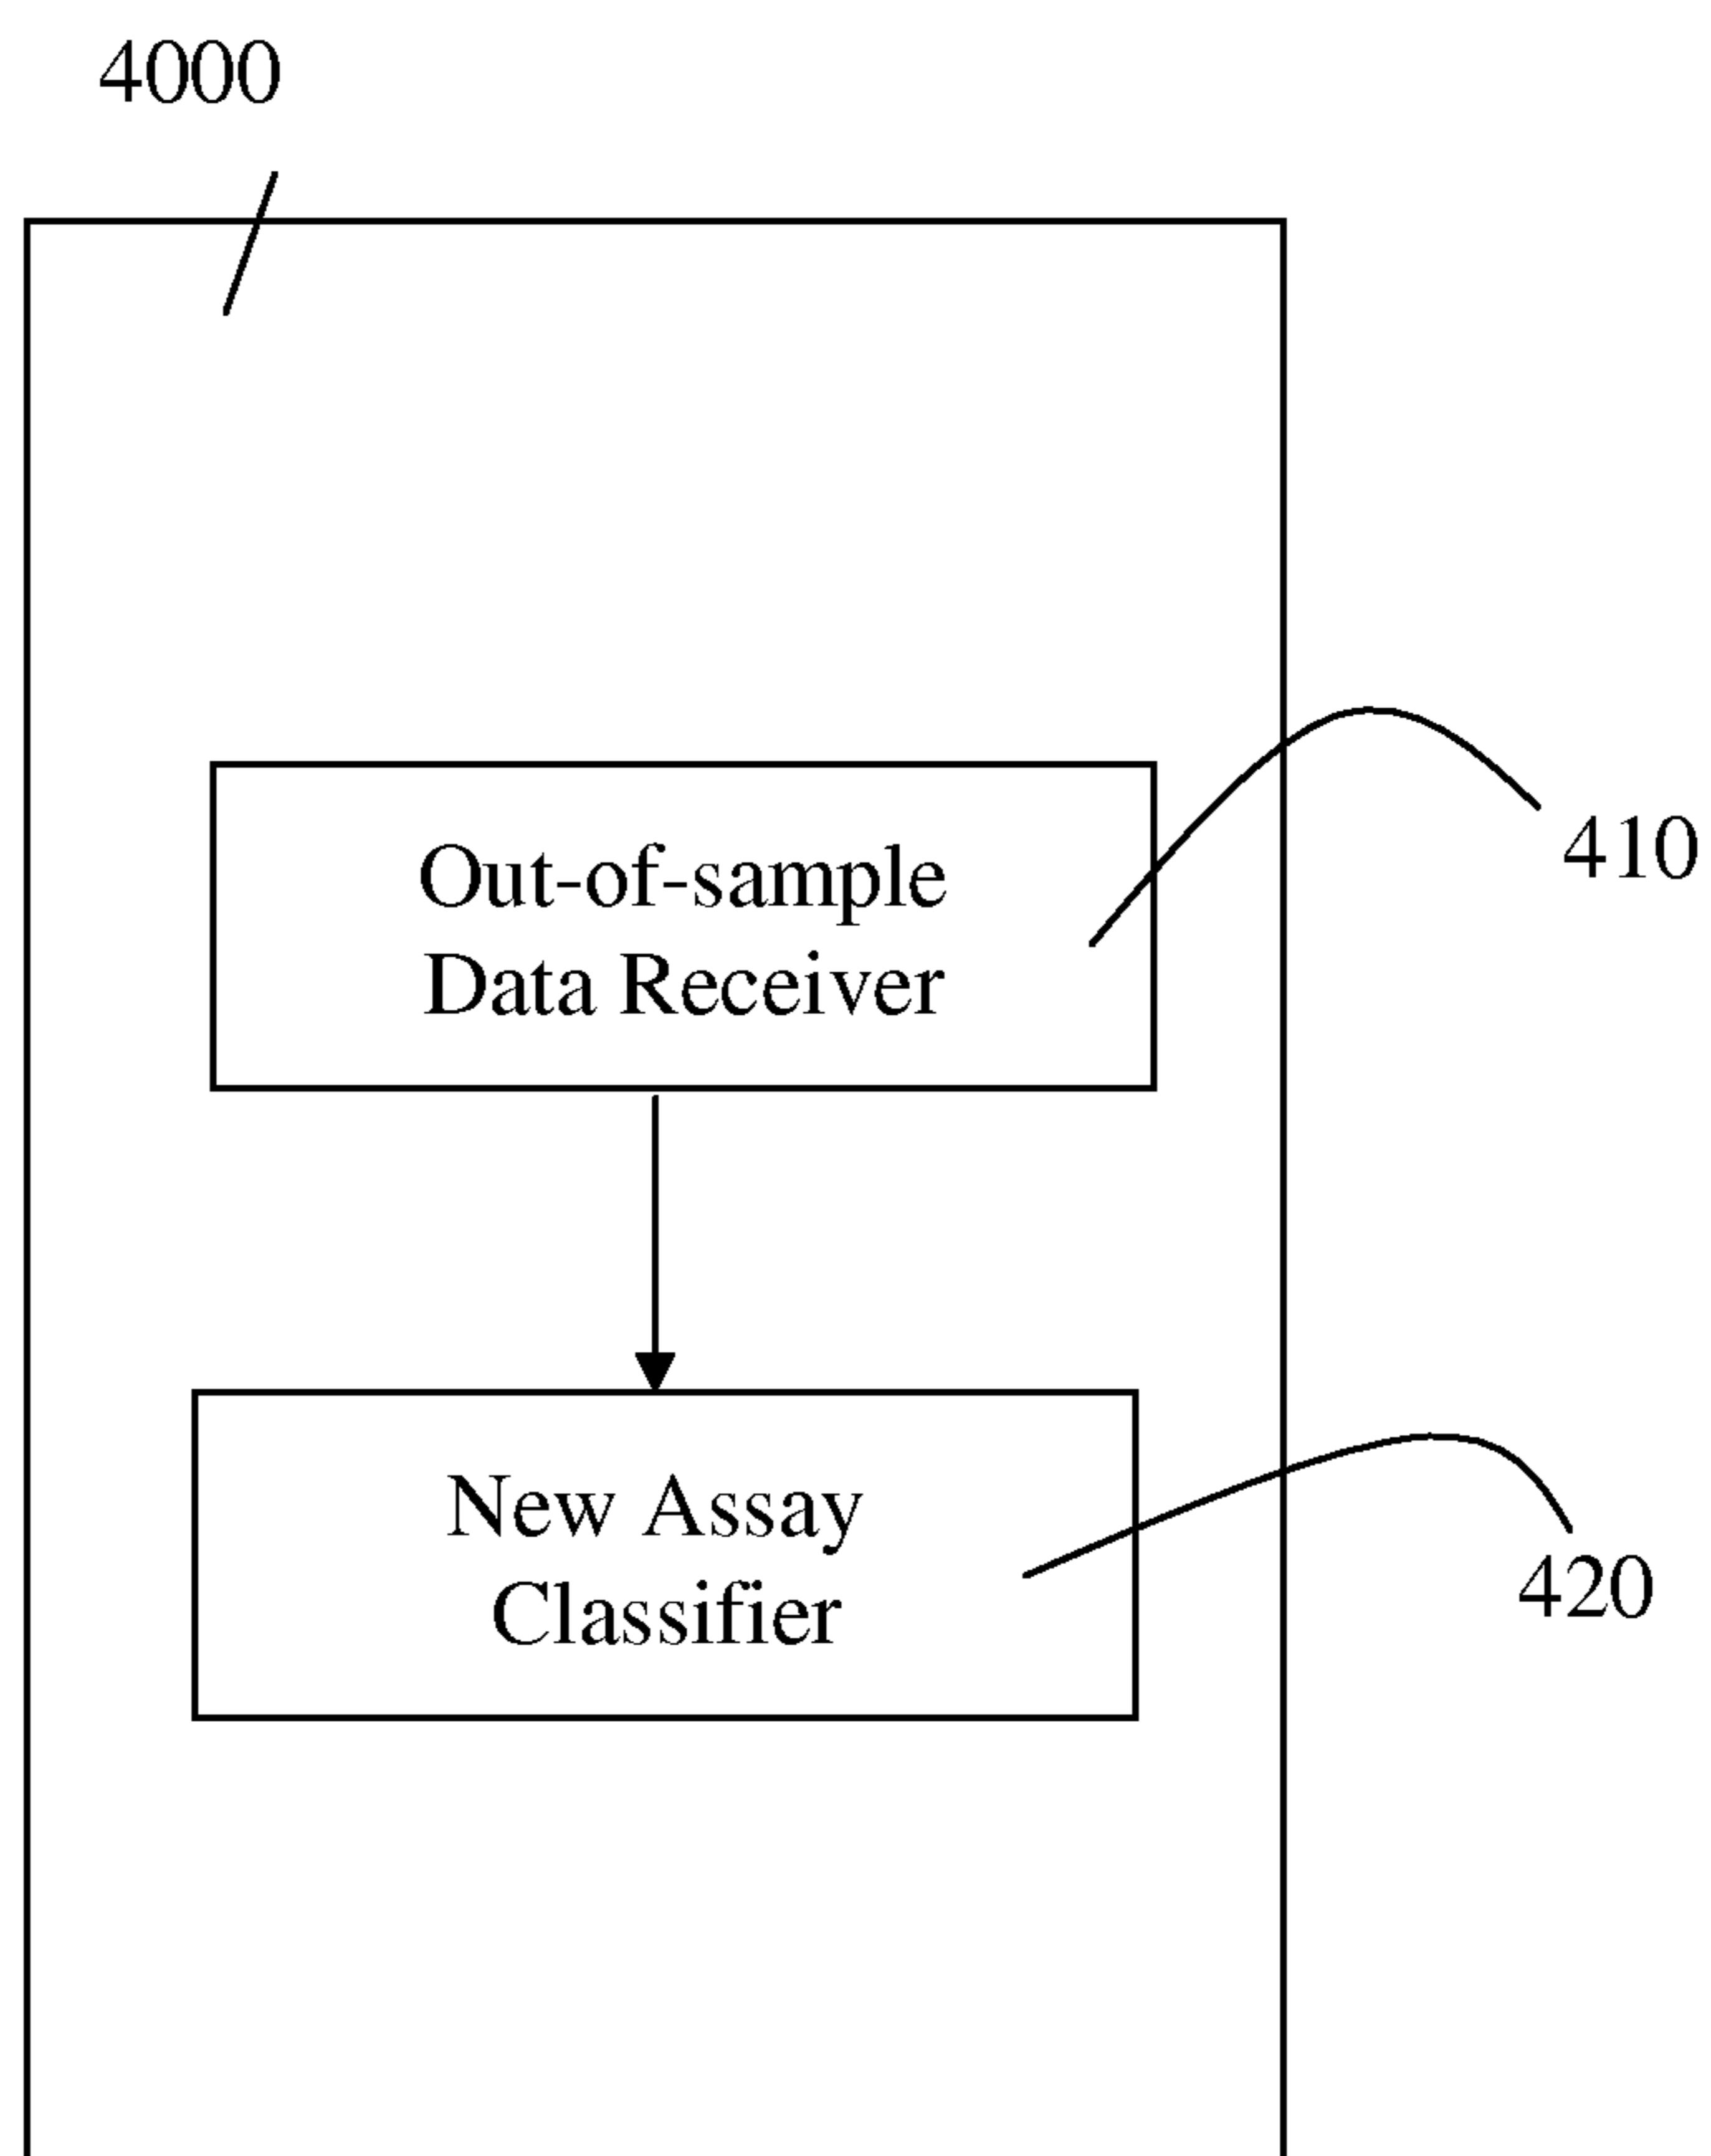 4000
Out-of-sample
Data Receiver
410
New Assay
Classifier
420